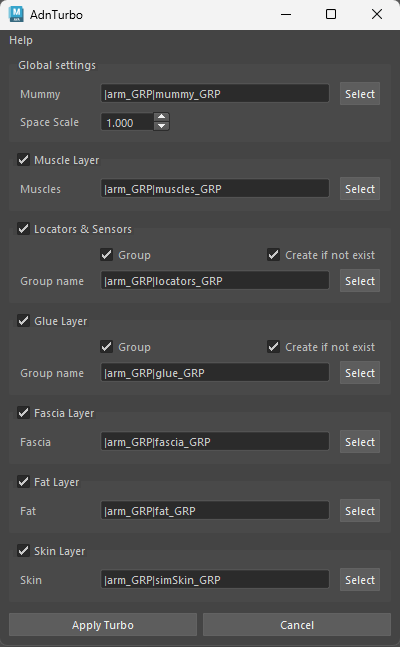 AdnTurbo
Help
Global settings
Mummy |arm_GRP|mummy_GRP Select
Space Scale 1.000
Muscle Layer
Muscles |arm_GRP|muscles_GRP Select
Locators & Sensors
Group Create if not exist
Group name |arm_GRP|locators_GRP Select
Glue Layer
Group Create if not exist
Group name |arm_GRP|glue_GRP Select
Fascia Layer
Fascia |arm_GRP|fascia_GRP Select
Fat Layer
Fat |arm_GRP|fat_GRP Select
Skin Layer
Skin |arm_GRP|simSkin_GRP Select
Apply Turbo Cancel